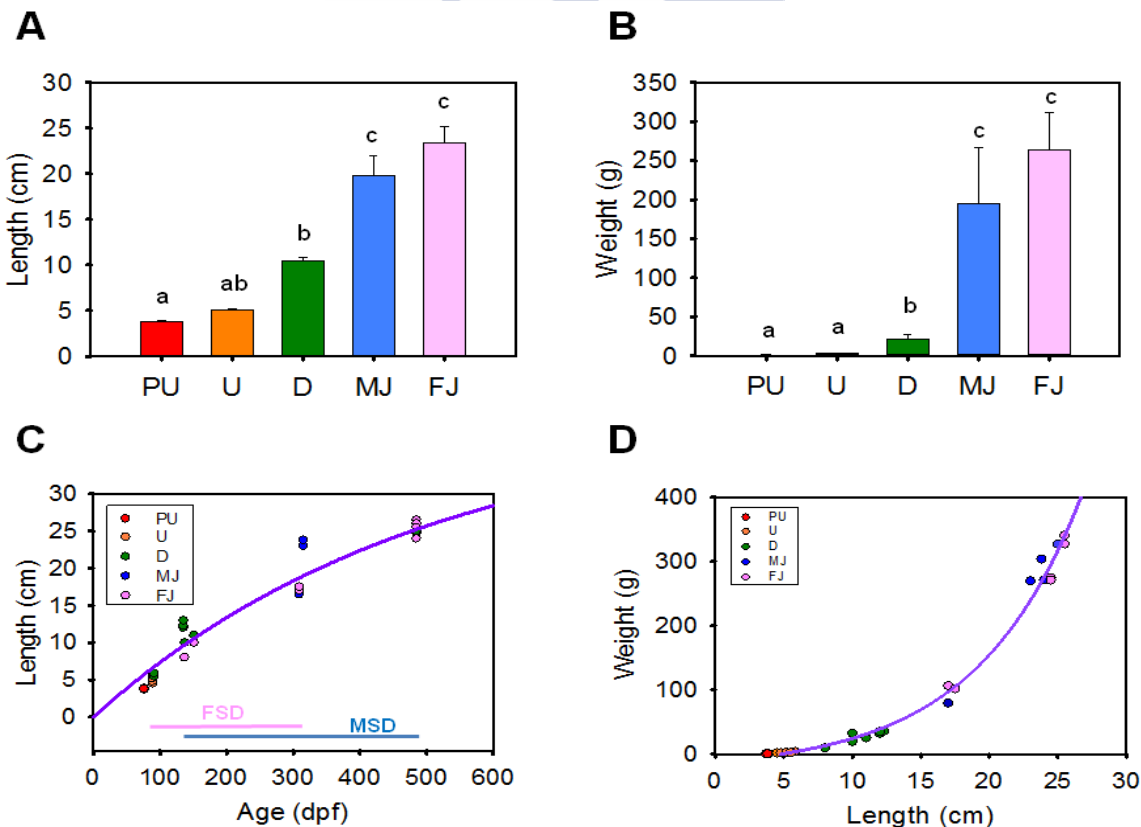 A
B
Length (cm)
30
25
20
15
10
5
0
a
ab
b
c
c
PU U D MJ FJ
Weight (g)
350
300
250
200
150
100
50
0
a
a
b
c
c
PU U D MJ FJ
C
D
Length (cm)
30
25
20
15
10
5
0
PU
U
D
MJ
FJ
FSD
MSD
0 100 200 300 400 500 600
Age (dpf)
Weight (g)
400
300
200
100
0
PU
U
D
MJ
FJ
0 5 10 15 20 25 30
Length (cm)